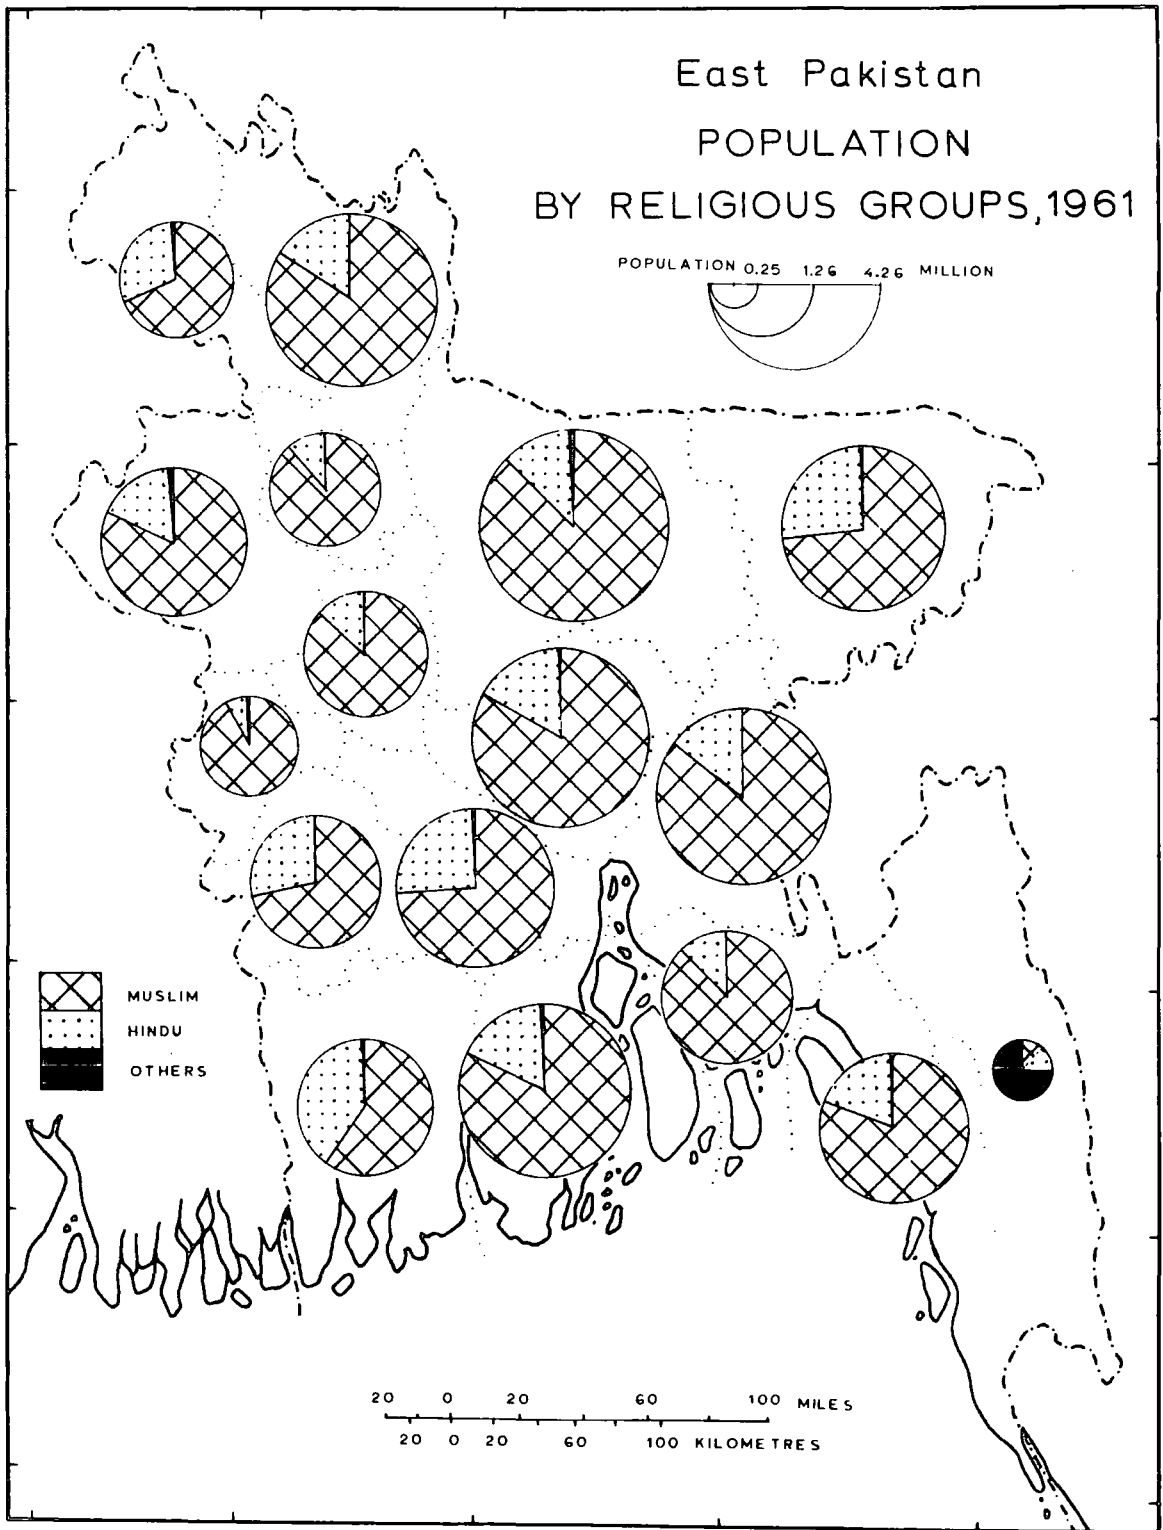 East Pakistan
POPULATION
BY RELIGIOUS GROUPS, 1961
POPULATION 0.25 1.26 4.26 MILLION
MUSLIM
HINDU
OTHERS
20 0 20 60 100 MILES
20 0 20 60 100 KILOMETRES